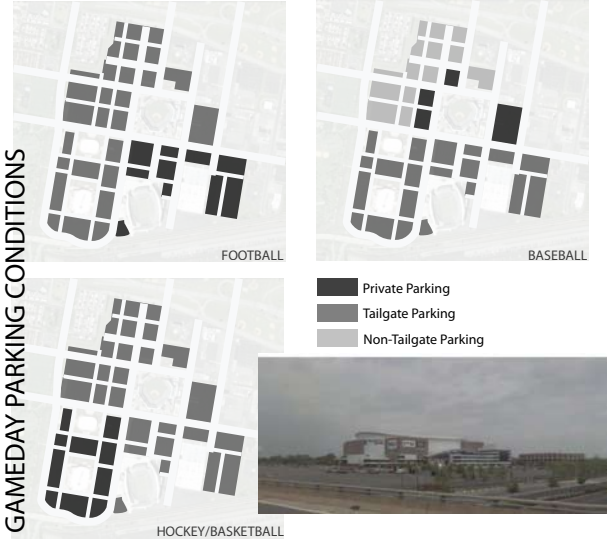 GAMEDAY PARKING CONDITIONS
FOOTBALL
BASEBALL
Private Parking
Tailgate Parking
Non-Tailgate Parking
HOCKEY/BASKETBALL